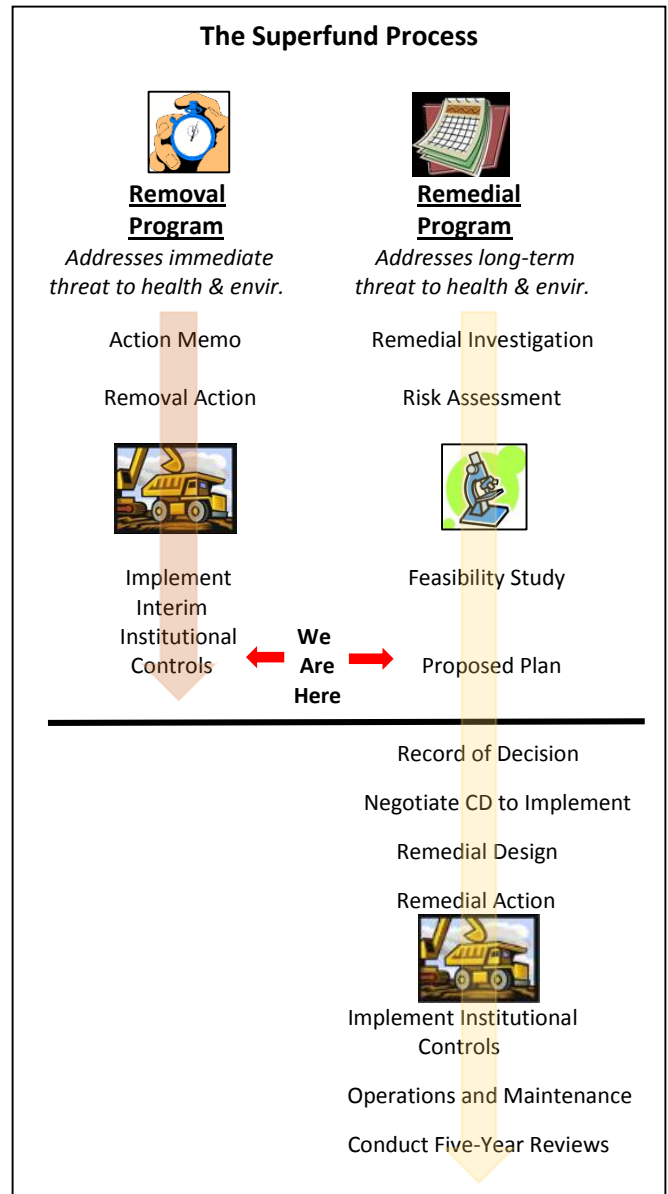 The Superfund Process
Removal
Program
Addresses immediate
threat to health & envir.
Action Memo
Removal Action
Implement
Interim
Institutional
Controls
Remedial
Program
Addresses long-term
threat to health & envir.
Remedial Investigation
Risk Assessment
Feasibility Study
Proposed Plan
We
Are
Here
Record of Decision
Negotiate CD to Implement
Remedial Design
Remedial Action
Implement Institutional
Controls
Operations and Maintenance
Conduct Five-Year Reviews